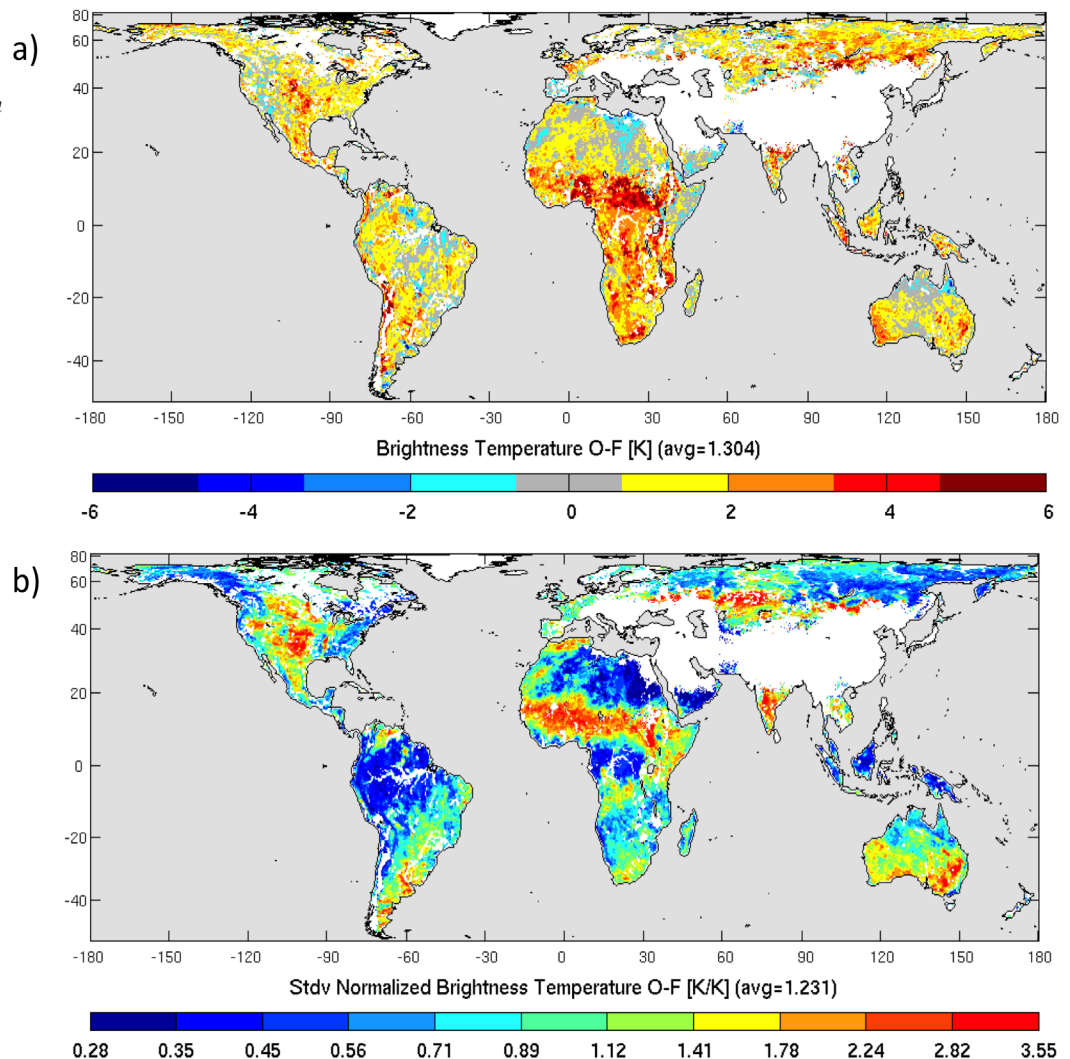 a)
80
60
40
20
0
-20
-40
-180 -150 -120 -90 -60 -30 0 30 60 90 120 150 180
Brightness Temperature O-F [K] (avg=1.304)
-6 -4 -2 0 2 4 6
b)
80
60
40
20
0
-20
-40
-180 -150 -120 -90 -60 -30 0 30 60 90 120 150 180
Stdv Normalized Brightness Temperature O-F [K/K] (avg=1.231)
0.28 0.35 0.45 0.56 0.71 0.89 1.12 1.41 1.78 2.24 2.82 3.55